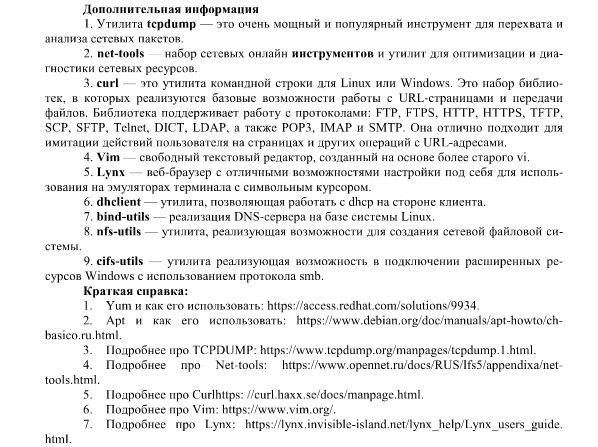 Дополнительная информация
1. Утилита tcpdump — это очень мощный и популярный инструмент для перехвата и
анализа сетевых пакетов.
2. net-tools — набор сетевых онлайн инструментов и утилит для оптимизации и диа-
гностики сетевых ресурсов.
3. curl — это утилита командной строки для Linux или Windows. Это набор библио-
тек, в которых реализуются базовые возможности работы с URL-страницами и передачи
файлов. Библиотека поддерживает работу с протоколами: FTP, FTPS, HTTP, HTTPS, TFTP,
SCP, SFTP, Telnet, DICT, LDAP, а также POP3, IMAP и SMTP. Она отлично подходит для
имитации действий пользователя на страницах и других операций с URL-адресами.
4. Vim — свободный текстовый редактор, созданный на основе более старого vi.
5. Lynx — веб-браузер с отличными возможностями настройки под себя для исполь-
зования на эмуляторах терминала с символьным курсором.
6. dhclient — утилита, позволяющая работать с dhcp на стороне клиента.
7. bind-utils — реализация DNS-сервера на базе системы Linux.
8. nfs-utils — утилита, реализующая возможности для создания сетевой файловой си-
стемы.
9. cifs-utils — утилита реализующая возможность в подключении расширенных ре-
сурсов Windows с использованием протокола smb.
Краткая справка:
1. Yum и как его использовать: https://access.redhat.com/solutions/9934.
2. Apt и как его использовать: https://www.debian.org/doc/manuals/apt-howto/ch-
basico.ru.html.
3. Подробнее про TCPDUMP: https://www.tcpdump.org/manpages/tcpdump.1.html.
4. Подробнее про Net-tools: https://www.opennet.ru/docs/RUS/lfs5/appendixa/net-
tools.html.
5. Подробнее про Curlhttps: //curl.haxx.se/docs/manpage.html.
6. Подробнее про Vim: https://www.vim.org/.
7. Подробнее про Lynx: https://lynx.invisible-island.net/lynx_help/Lynx_users_guide.
html.